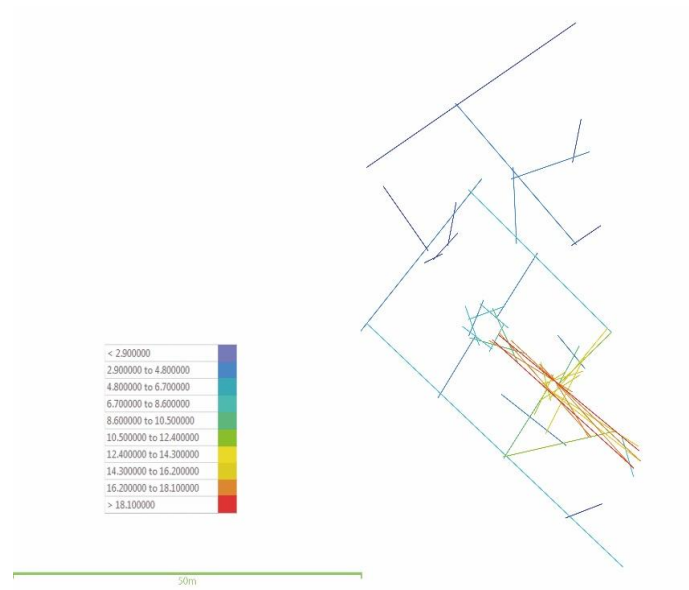 < 2.900000
2.900000 to 4.800000
4.800000 to 6.700000
6.700000 to 8.600000
8.600000 to 10.500000
10.500000 to 12.400000
12.400000 to 14.300000
14.300000 to 16.200000
16.200000 to 18.100000
> 18.100000
50m